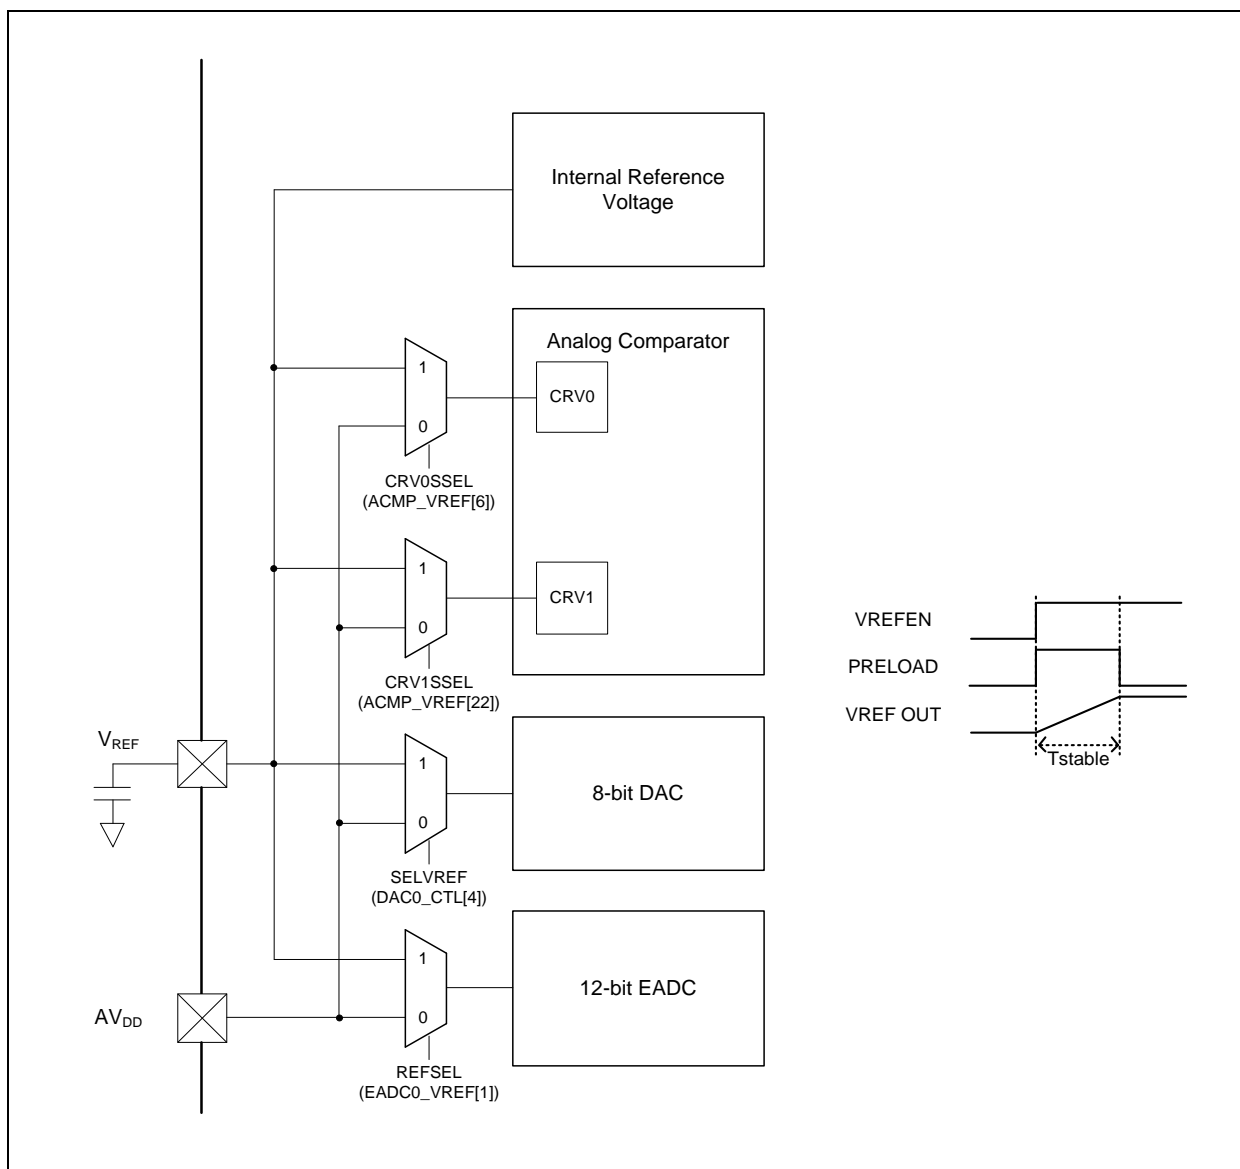 Internal Reference
Voltage
Analog Comparator
1
CRV0
0
CRV0SSEL
(ACMP_VREF[6])
1
CRV1
0
CRV1SSEL
(ACMP_VREF[22])
VREFEN
PRELOAD
VREF OUT
Tstable
VREF
1
8-bit DAC
0
SELVREF
(DAC0_CTL[4])
1
12-bit EADC
AVDD
0
REFSEL
(EADC0_VREF[1])